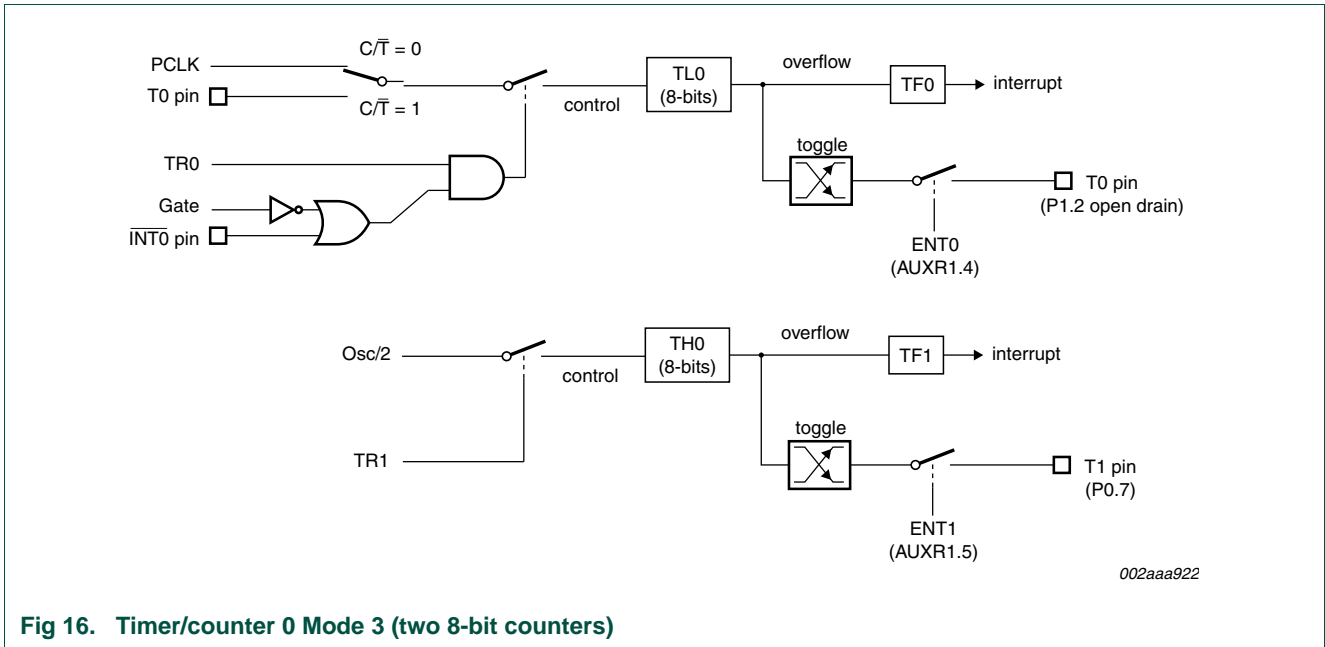 C/T̅ = 0
PCLK
T0 pin
C/T̅ = 1
control
TL0
(8-bits)
overflow
TF0
interrupt
toggle
TR0
Gate
I̅N̅T̅0̅ pin
T0 pin
(P1.2 open drain)
ENT0
(AUXR1.4)
Osc/2
control
TH0
(8-bits)
overflow
TF1
interrupt
toggle
TR1
T1 pin
(P0.7)
ENT1
(AUXR1.5)
002aaa922
Fig 16. Timer/counter 0 Mode 3 (two 8-bit counters)